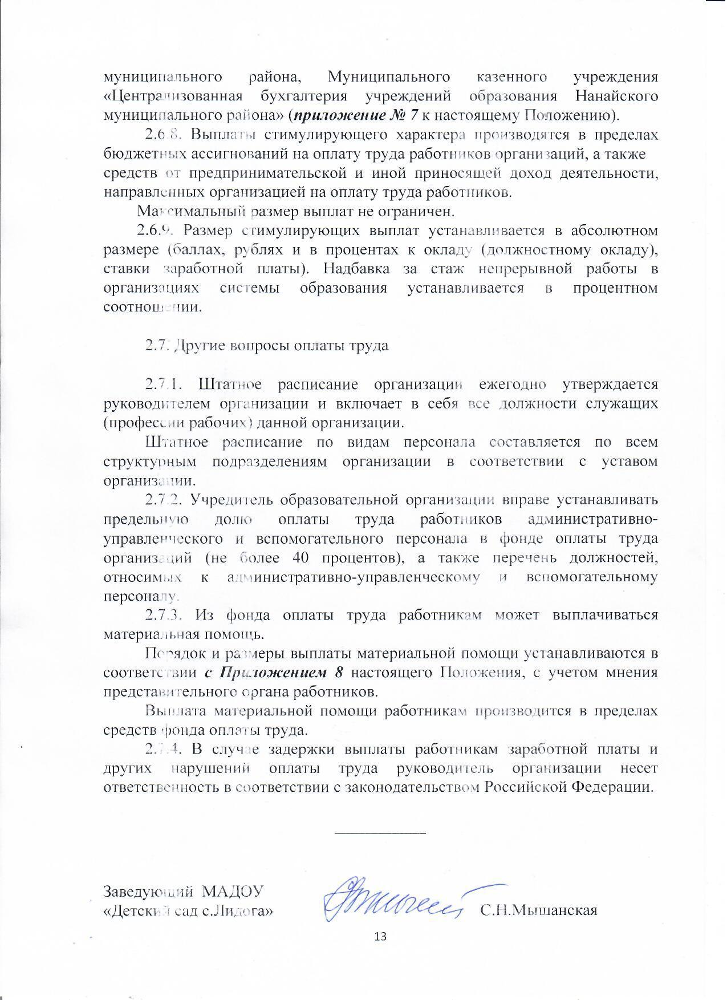 муниципального района, Муниципального казенного учреждения
«Централизованная бухгалтерия учреждений образования Нанайского
муниципального района» (приложение № 7 к настоящему Положению).
2.6.8. Выплаты стимулирующего характера производятся в пределах
бюджетных ассигнований на оплату труда работников организаций, а также
средств от предпринимательской и иной приносящей доход деятельности,
направленных организацией на оплату труда работников.
Максимальный размер выплат не ограничен.
2.6.9. Размер стимулирующих выплат устанавливается в абсолютном
размере (баллах, рублях и в процентах к окладу (должностному окладу),
ставки заработной платы). Надбавка за стаж непрерывной работы в
организациях системы образования устанавливается в процентном
соотношении.
2.7. Другие вопросы оплаты труда
2.7.1. Штатное расписание организации ежегодно утверждается
руководителем организации и включает в себя все должности служащих
(профессии рабочих) данной организации.
Штатное расписание по видам персонала составляется по всем
структурным подразделениям организации в соответствии с уставом
организации.
2.7.2. Учредитель образовательной организации вправе устанавливать
предельную долю оплаты труда работников административно-
управленческого и вспомогательного персонала в фонде оплаты труда
организаций (не более 40 процентов), а также перечень должностей,
относимых к административно-управленческому и вспомогательному
персоналу.
2.7.3. Из фонда оплаты труда работникам может выплачиваться
материальная помощь.
Порядок и размеры выплаты материальной помощи устанавливаются в
соответствии с Приложением 8 настоящего Положения, с учетом мнения
представительного органа работников.
Выплата материальной помощи работникам производится в пределах
средств фонда оплаты труда.
2.7.4. В случае задержки выплаты работникам заработной платы и
других нарушений оплаты труда руководитель организации несет
ответственность в соответствии с законодательством Российской Федерации.
Заведующий МАДОУ
«Детский сад с.Лидога» С.Н.Мышанская
13